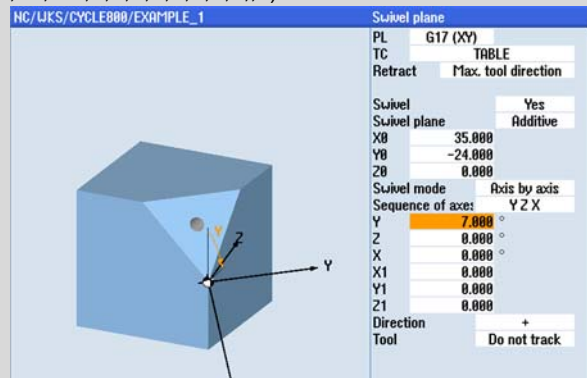 NC/WKS/CYCLE800/EXAMPLE_1
Swivel plane
PL G17 (XY)
TC TABLE
Retract Max. tool direction
Swivel Yes
Swivel plane Additive
X0 35.000
Y0 -24.000
Z0 0.000
Swivel mode Axis by axis
Sequence of axes Y Z X
Y 7.000 °
Z 0.000 °
X 0.000 °
X1 0.000
Y1 0.000
Z1 0.000
Direction +
Tool Do not track
Y
Z
Y